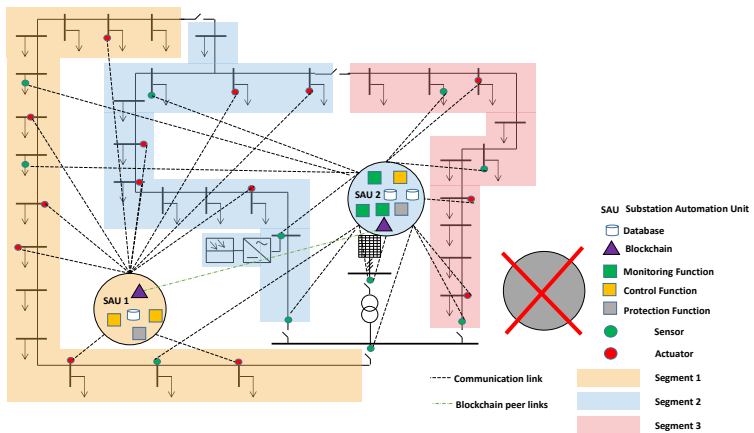 SAU 2
SAU 1
SAU Substation Automation Unit
Database
Blockchain
Monitoring Function
Control Function
Protection Function
Sensor
Actuator
Communication link
Segment 1
Blockchain peer links
Segment 2
Segment 3